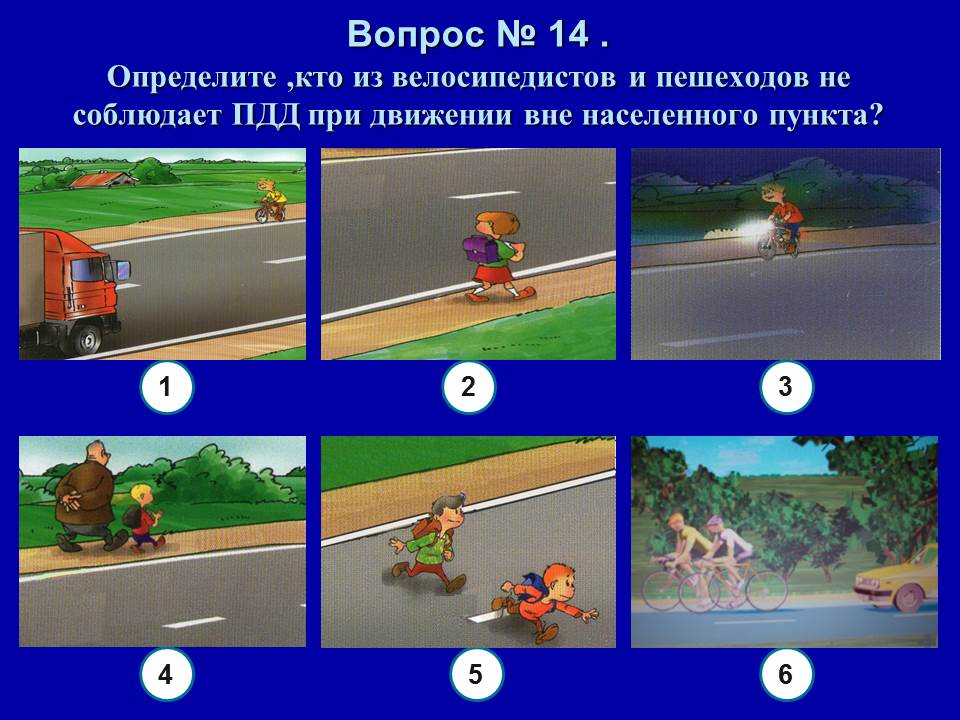 Вопрос № 14 .
Определите ,кто из велосипедистов и пешеходов не
соблюдает ПДД при движении вне населенного пункта?
1
2
3
4
5
6